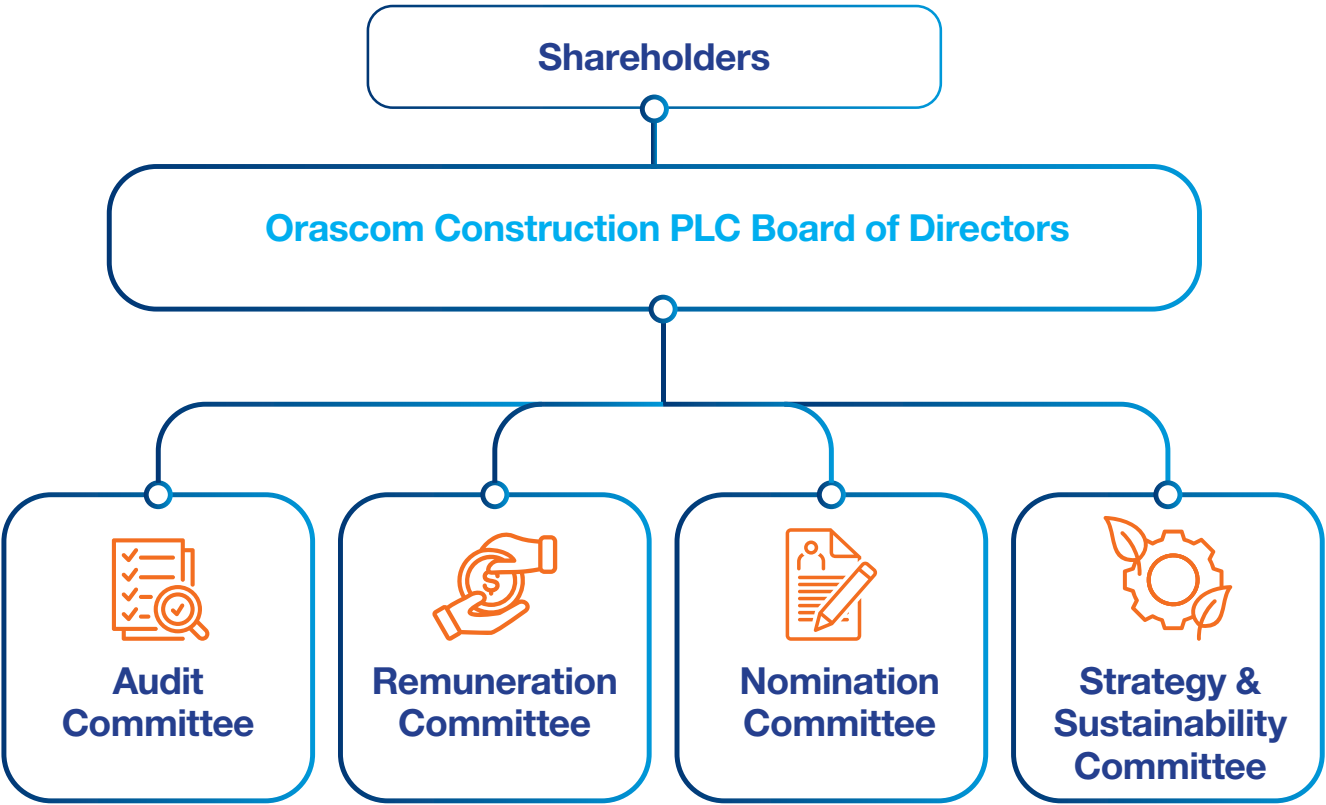 Shareholders
Orascom Construction PLC Board of Directors
Audit
Committee
Remuneration
Committee
Nomination
Committee
Strategy &
Sustainability
Committee